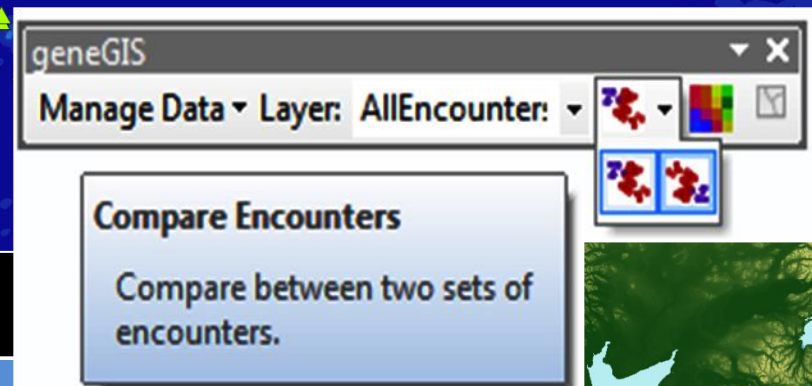 geneGIS
Manage Data Layer: AllEncounter:
Compare Encounters
Compare between two sets of
encounters.